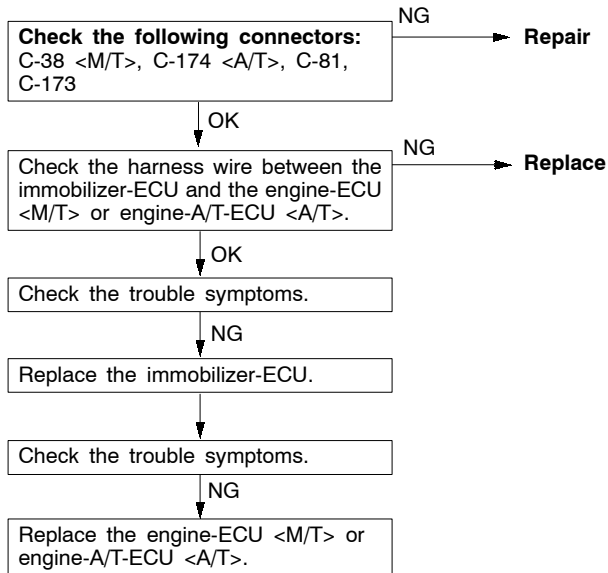 Check the following connectors:
C-38 <M/T>, C-174 <A/T>, C-81,
C-173
NG
Repair
OK
Check the harness wire between the
immobilizer-ECU and the engine-ECU
<M/T> or engine-A/T-ECU <A/T>.
NG
Replace
OK
Check the trouble symptoms.
NG
Replace the immobilizer-ECU.
Check the trouble symptoms.
NG
Replace the engine-ECU <M/T> or
engine-A/T-ECU <A/T>.